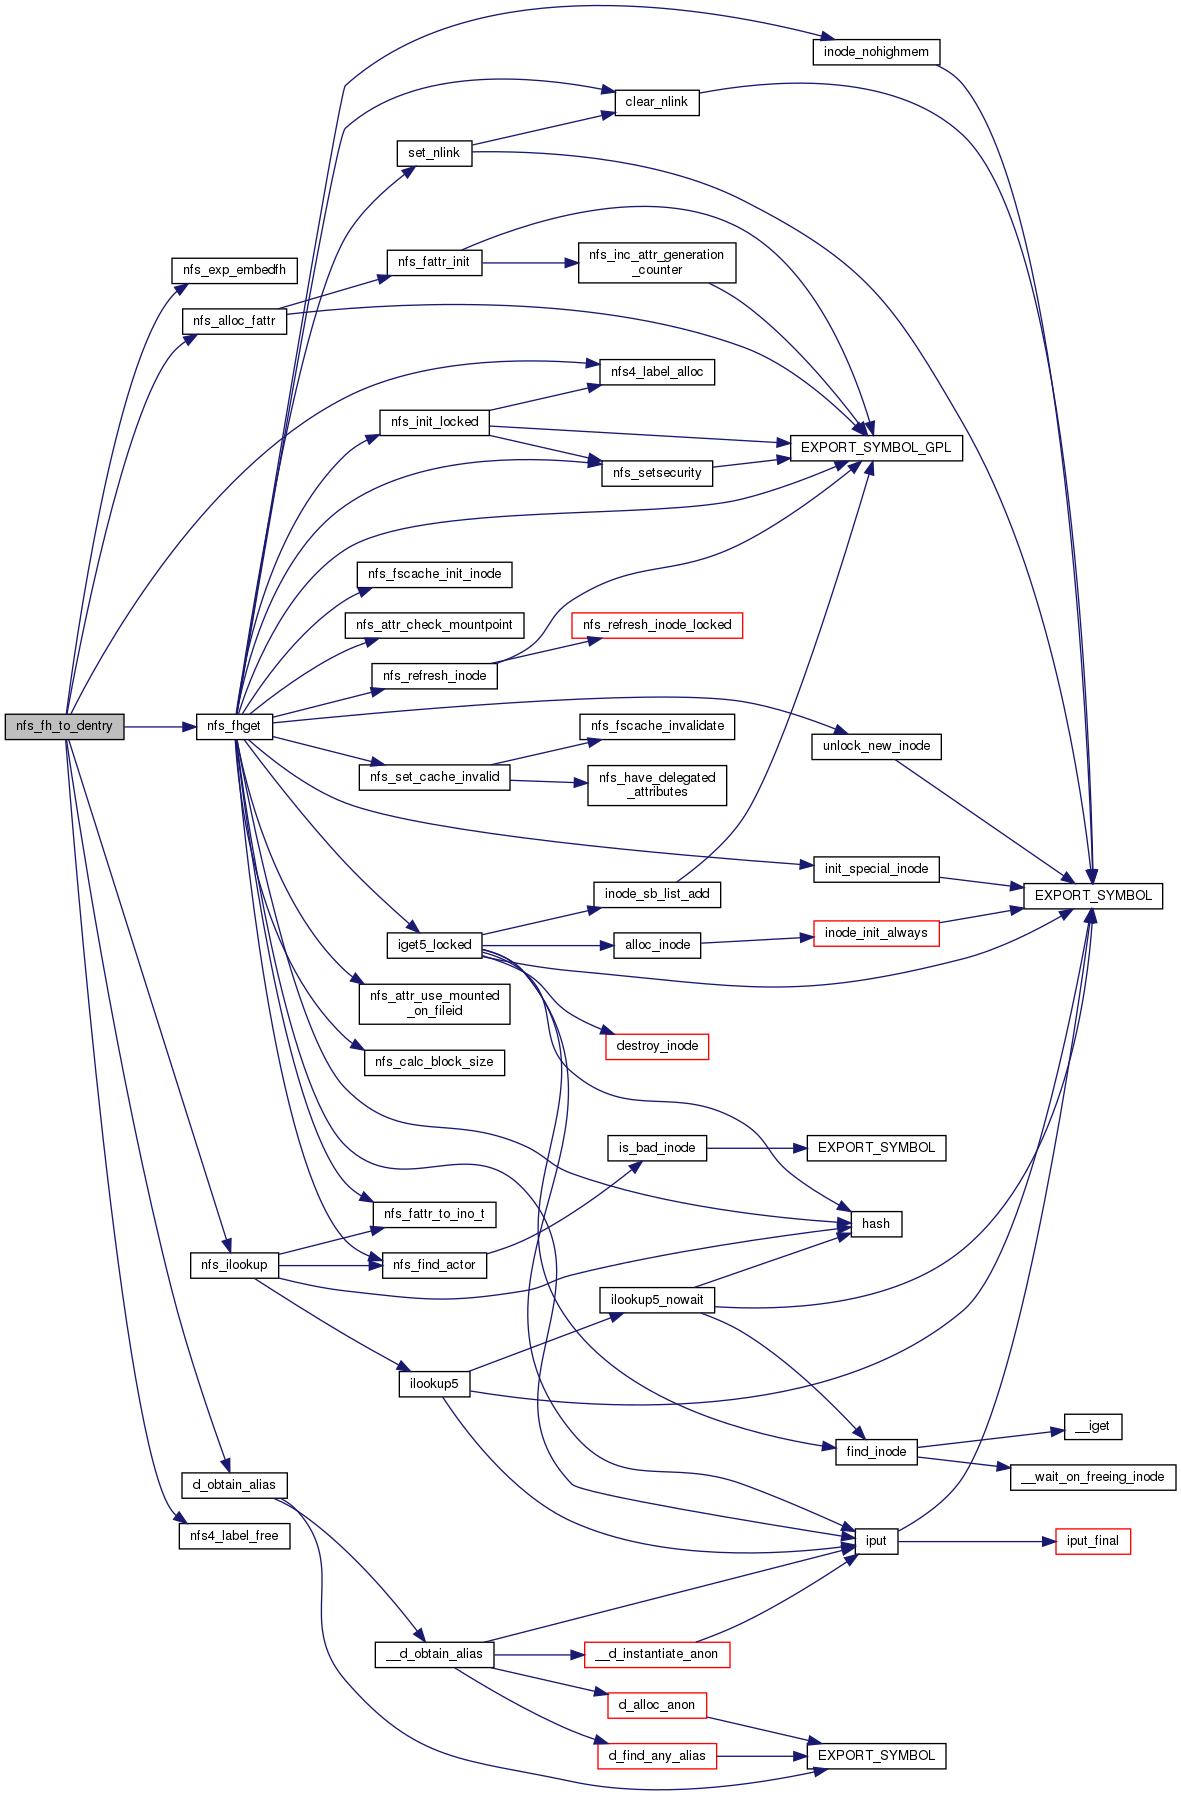 inode_nohighmem
clear_nlink
set_nlink
nfs_exp_embedfh
nfs_fattr_init
nfs_inc_attr_generation
_counter
nfs_alloc_fattr
nfs4_label_alloc
nfs_init_locked
EXPORT_SYMBOL_GPL
nfs_setsecurity
nfs_fscache_init_inode
nfs_attr_check_mountpoint
nfs_refresh_inode_locked
nfs_refresh_inode
nfs_fh_to_dentry
nfs_fhget
nfs_fscache_invalidate
unlock_new_inode
nfs_set_cache_invalid
nfs_have_delegated
_attributes
init_special_inode
inode_sb_list_add
EXPORT_SYMBOL
inode_init_always
iget5_locked
alloc_inode
nfs_attr_use_mounted
_on_fileid
destroy_inode
nfs_calc_block_size
is_bad_inode
EXPORT_SYMBOL
nfs_fattr_to_ino_t
hash
nfs_ilookup
nfs_find_actor
ilookup5_nowait
ilookup5
__iget
find_inode
__wait_on_freeing_inode
d_obtain_alias
nfs4_label_free
iput
iput_final
__d_obtain_alias
__d_instantiate_anon
d_alloc_anon
d_find_any_alias
EXPORT_SYMBOL